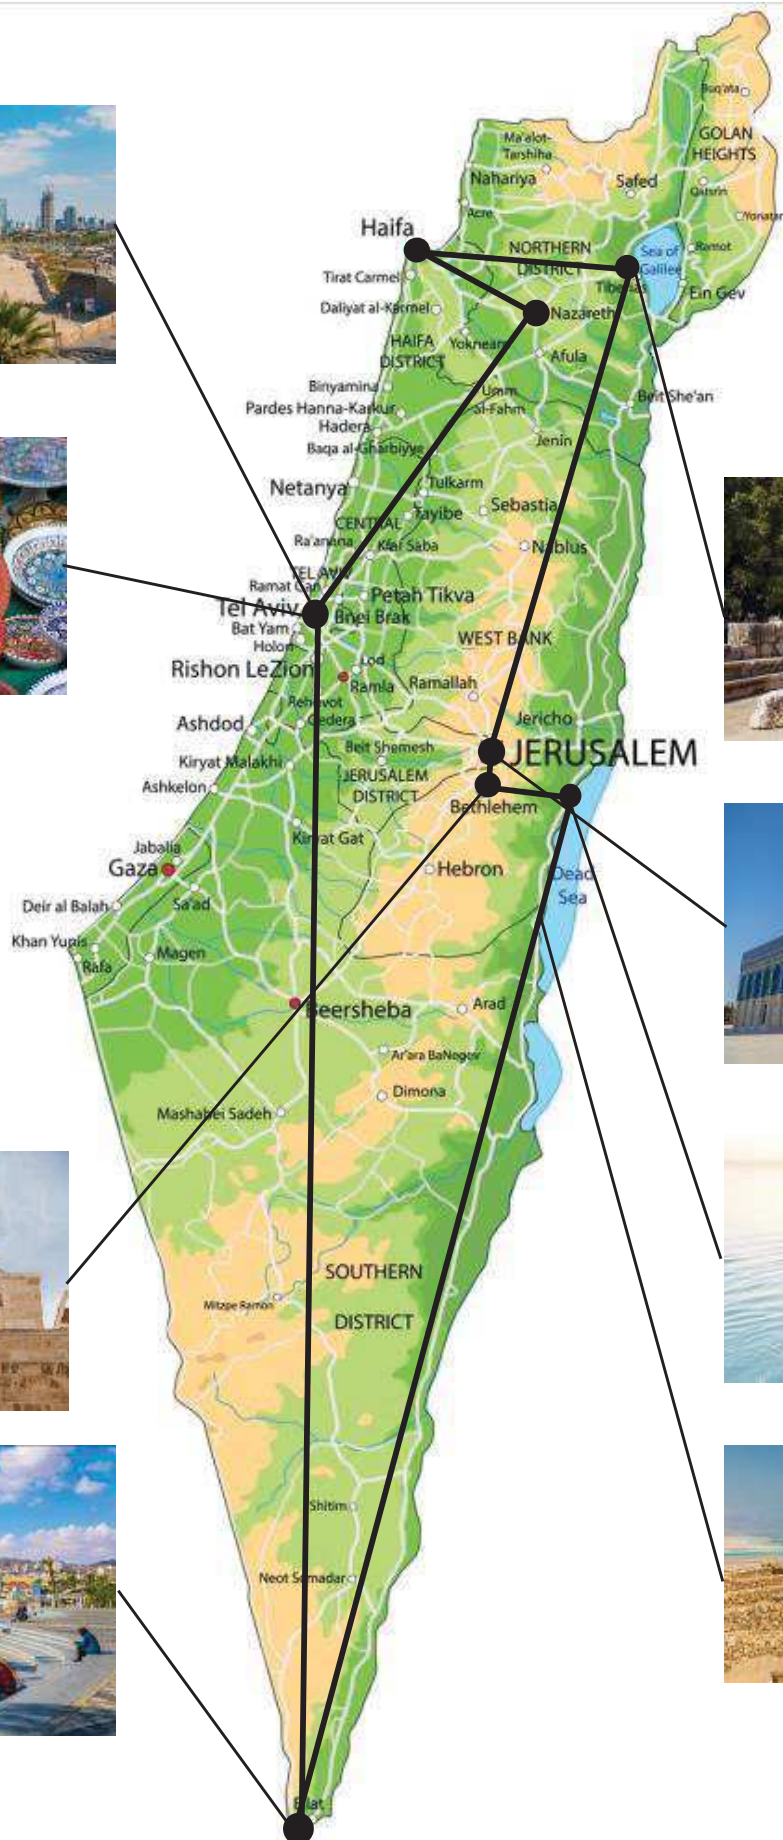 Buq'ata
GOLAN
HEIGHTS
Ma'alot-
Tarshiha
Nahariya
Safed
Qatsrin
Acre
Yonatan
Haifa
NORTHERN
DISTRICT
Sea of
Galilee
Ramot
Tirat Carmel
Tiberias
Ein Gev
Daliyat al-Karmel
Nazareth
HAIFA
DISTRICT
Yokneam
Afula
Binyamina
Umm
al-Fahm
Beit She'an
Pardes Hanna-Karkur
Hadera
Jenin
Baqa al-Gharbiyye
Netanya
Tulkarm
Sebastia
CENTRAL
Tayibe
Ra'anana
Kfar Saba
Nablus
TEL AVIV
Ramat Gan
Petah Tikva
Tel Aviv
Bnei Brak
Bat Yam
Holon
WEST BANK
Rishon LeZion
Lod
Ramla
Ramallah
Rehovot
Gedera
Jericho
Ashdod
Beit Shemesh
JERUSALEM
Kiryat Malakhi
JERUSALEM
DISTRICT
Ashkelon
Bethlehem
Kiryat Gat
Jabalia
Gaza
Hebron
Dead
Sea
Deir al Balah
Sa'ad
Khan Yunis
Rafa
Magen
Beersheba
Arad
Ar'ara BaNegev
Dimona
Mashabei Sadeh
SOUTHERN
DISTRICT
Mitzpe Ramon
Shitim
Neot Semadar
Eilat